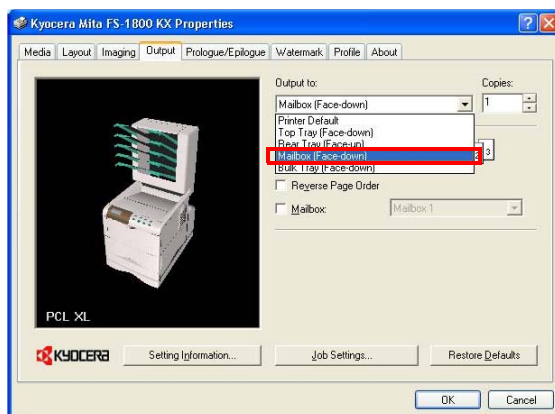 Kyocera Mita FS-1800 KX Properties
Media Layout Imaging Output Prologue/Epilogue Watermark Profile About
Output to: Copies:
Mailbox (Face-down) 1
Printer Default
Top Tray (Face-down)
Rear Tray (Face-up)
Mailbox (Face-down)
3
Bulk Tray (Face-down)
Reverse Page Order
Mailbox: Mailbox 1
PCL XL
KYOCERA Setting Information... Job Settings... Restore Defaults
OK Cancel